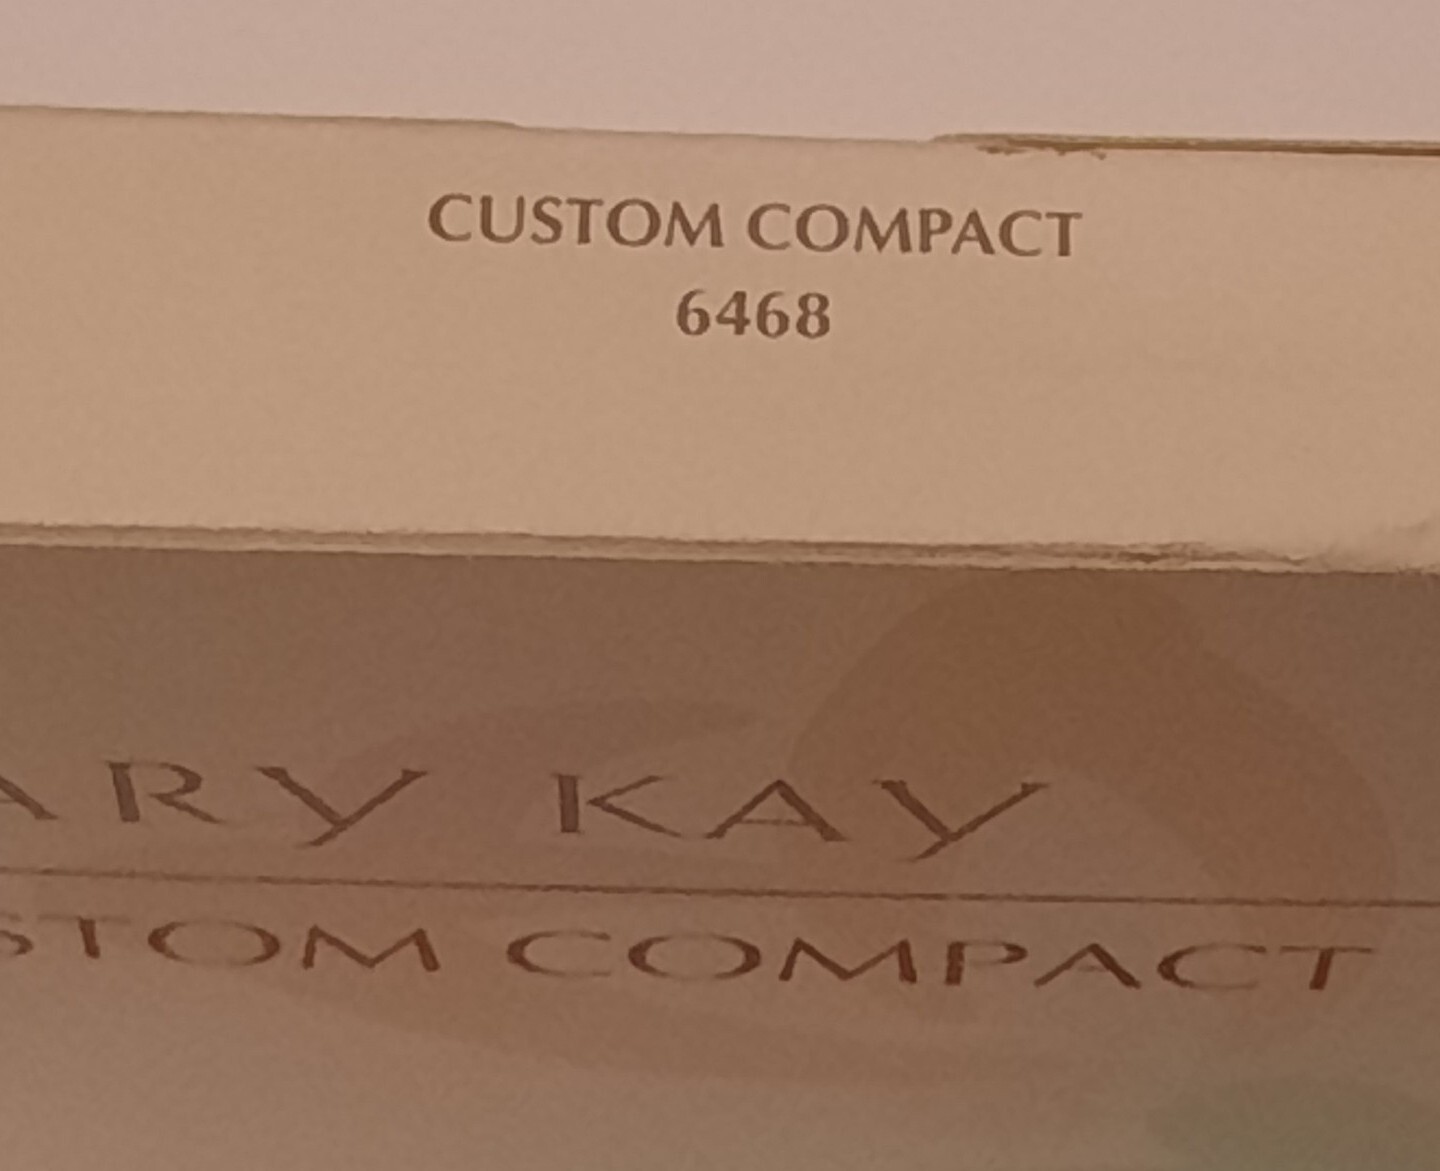 CUSTOM COMPACT
6468
ARY KAY
STOM COMPACT